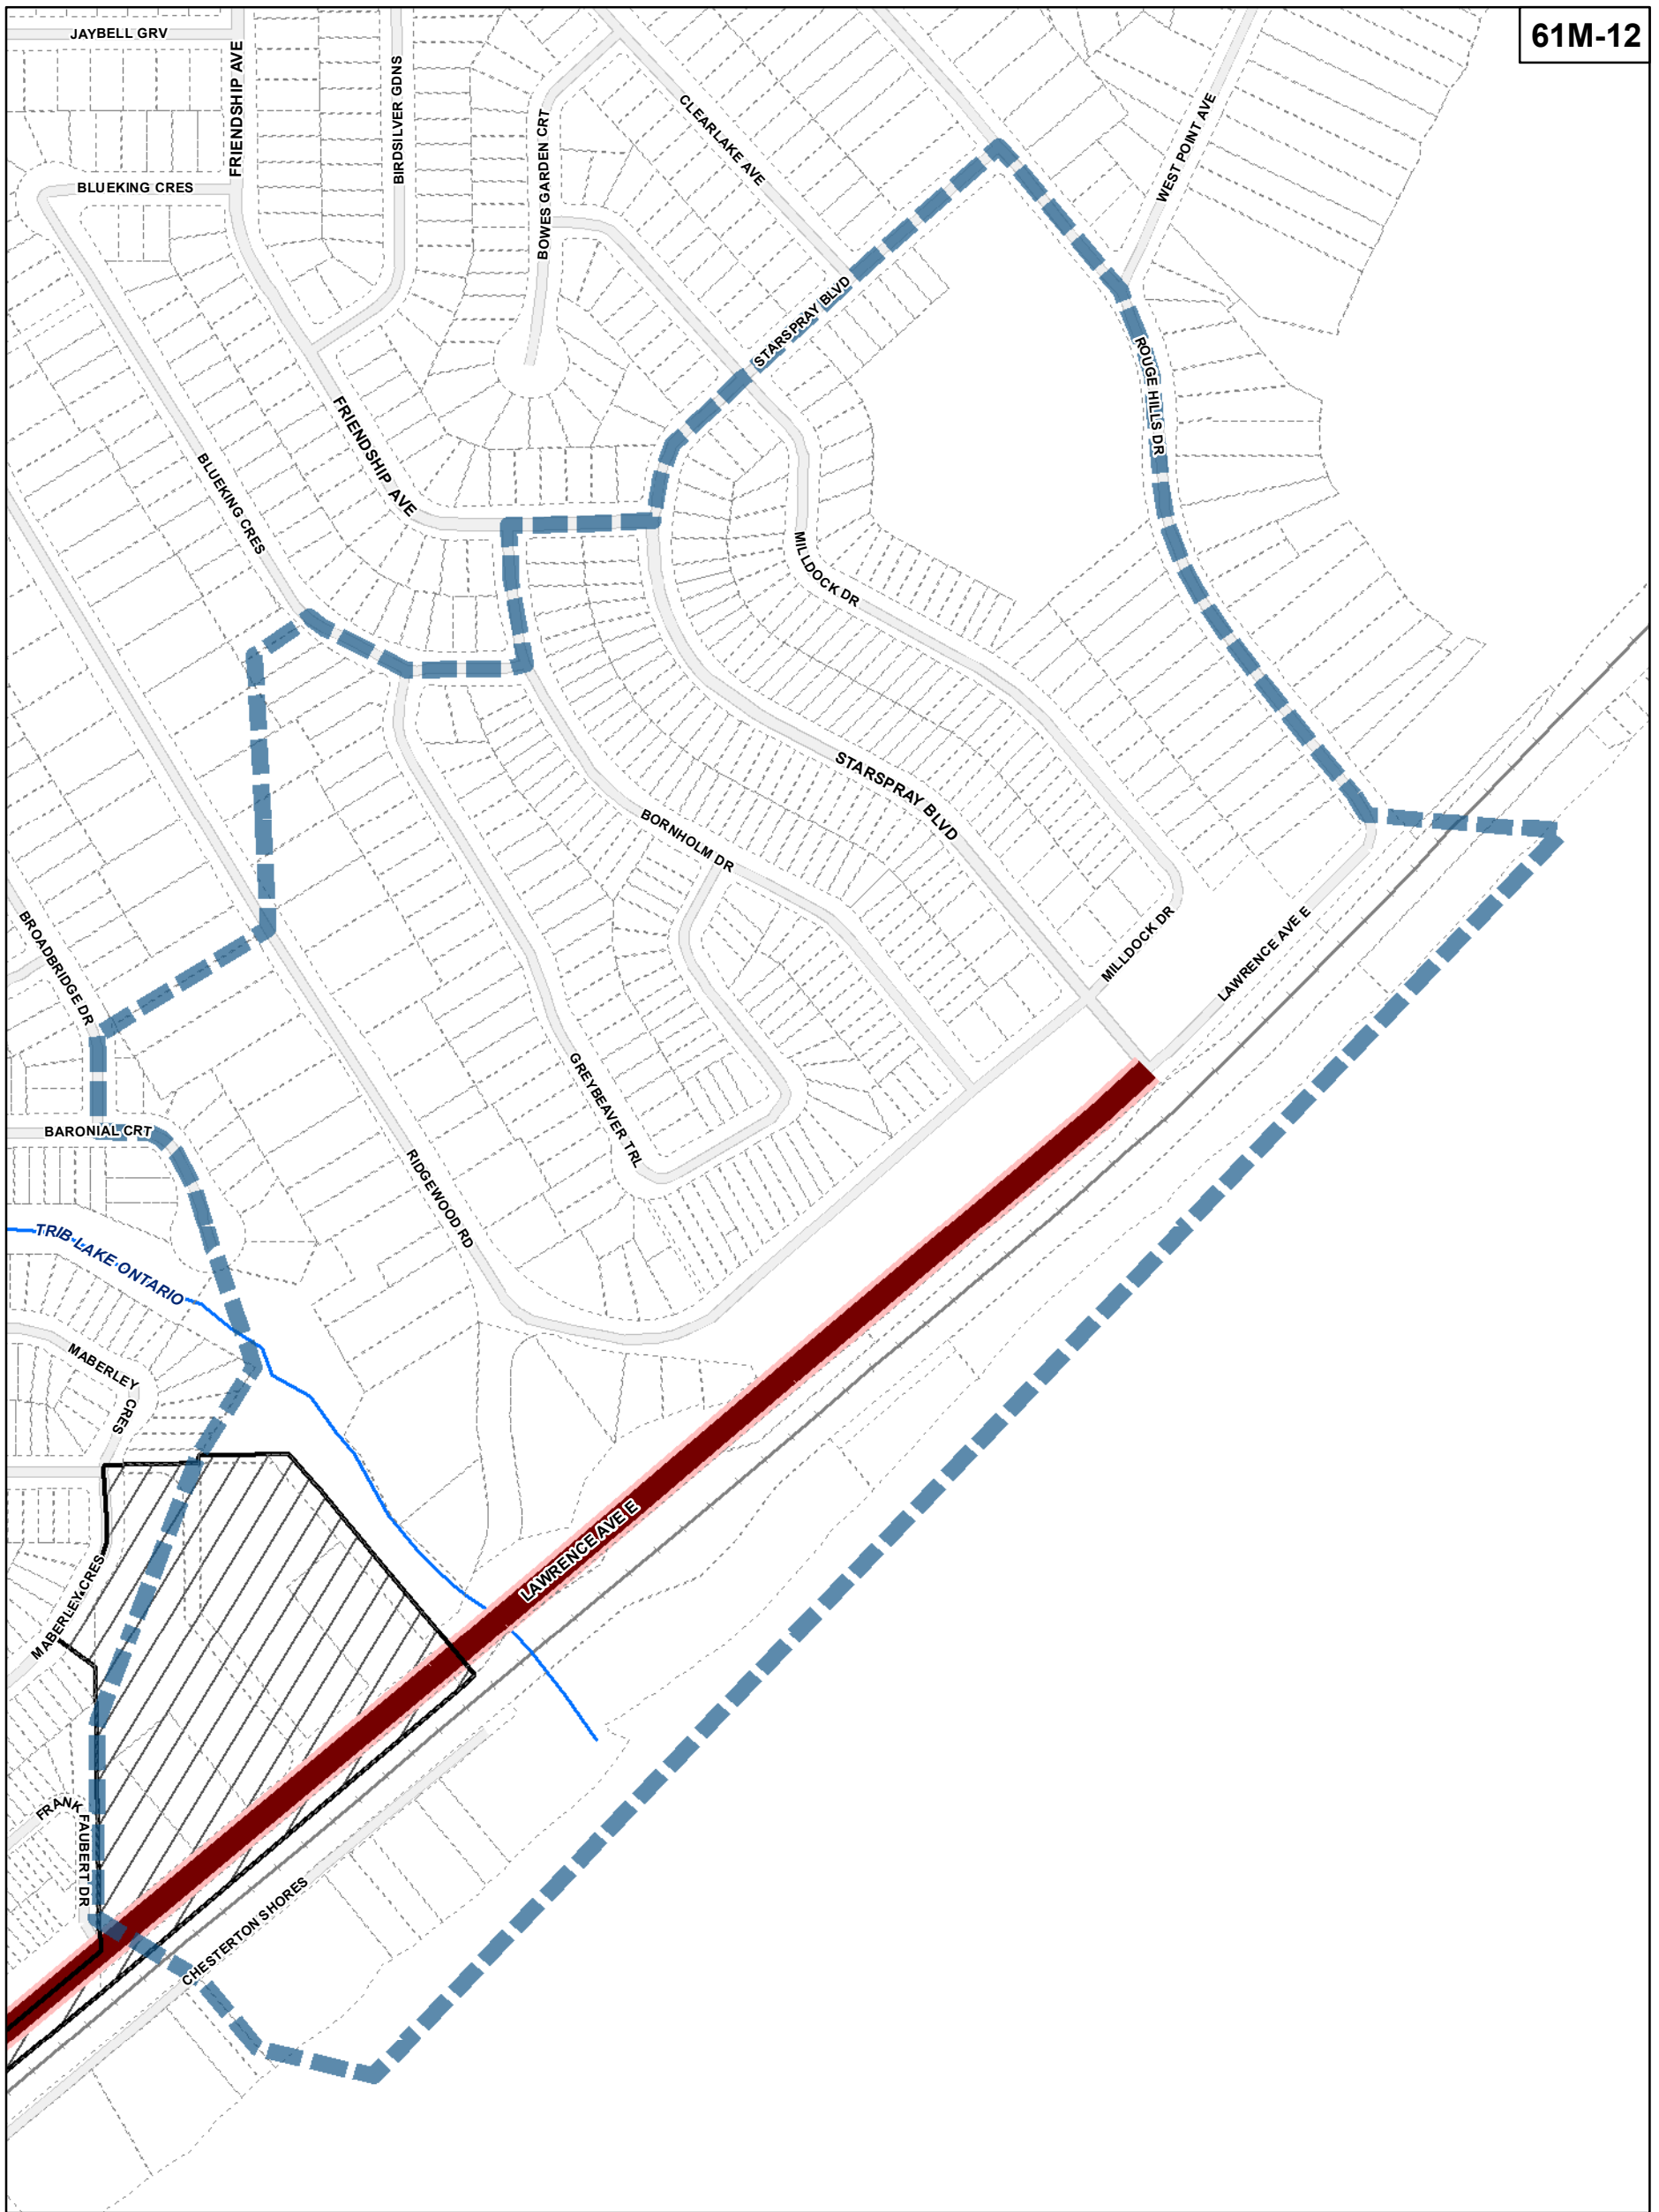 61M-12
JAYBELL GRV
FRIENDSHIP AVE
BIRDSILVER GDNS
CLEARLAKE AVE
WEST POINT AVE
BOWES GARDEN CRT
BLUEKING CRES
STARSPRAY BLVD
ROUGE HILLS DR
FRIENDSHIP AVE
BLUEKING CRES
MILLDOCK DR
STARSPRAY BLVD
BORNHOLM DR
BROADBRIDGE DR
MILLDOCK DR
LAWRENCE AVE E
GREYBEAVER TRL
BARONIAL CRT
RIDGEWOOD RD
TRIB LAKE ONTARIO
MABERLEY CRES
LAWRENCE AVE E
MABERLEY CRES
FRANK FAUBERT DR
CHESTERTON SHORES